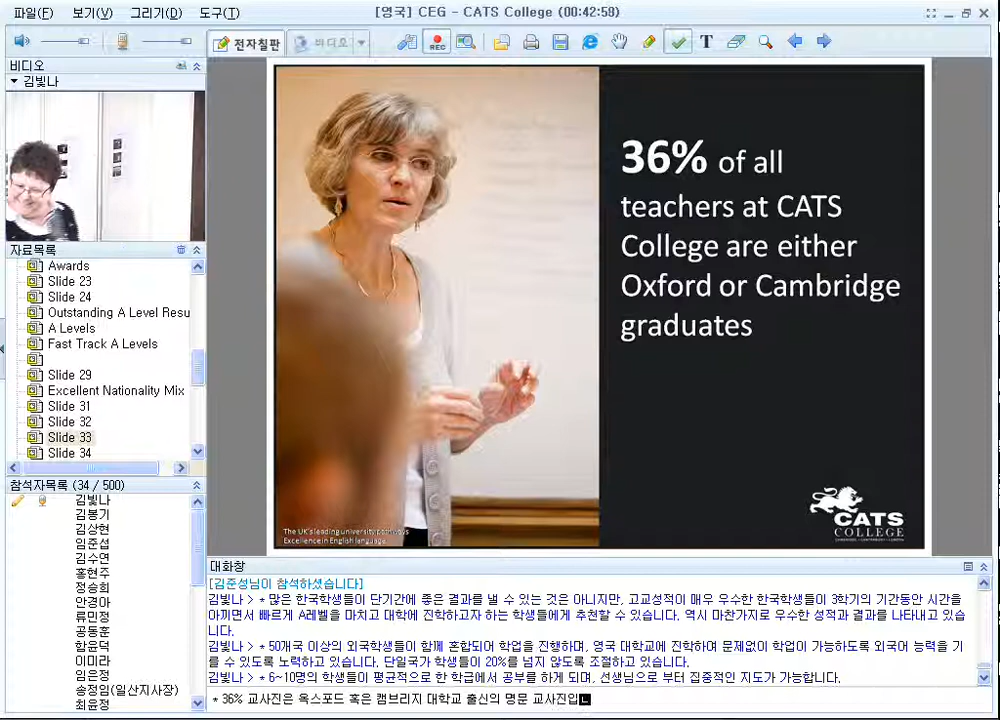 파일(F) 보기(V) 그리기(D) 도구(T) [영국] CEG - CATS College (00:42:59)
전자칠판 비디오 REC T
비디오
김빛나
자료목록
Awards
Slide 23
Slide 24
Outstanding A Level Resu
A Levels
Fast Track A Levels
Slide 29
Excellent Nationality Mix
Slide 31
Slide 32
Slide 33
Slide 34
참석자목록 (34 / 500)
김빛나
김봉기
김상현
임준섭
김수연
홍현주
정승희
안경아
류민정
공동훈
함윤덕
이미라
임은정
송정임(일산지사장)
최윤정
36% of all
teachers at CATS
College are either
Oxford or Cambridge
graduates
The UK's leading university pathways
Excellence in English language
CATS
COLLEGE
대화창
[김준성님이 참석하셨습니다]
김빛나 > * 많은 한국학생들이 단기간에 좋은 결과를 낼 수 있는 것은 아니지만, 고교성적이 매우 우수한 한국학생들이 3학기의 기간동안 시간을
아끼면서 빠르게 A레벨을 마치고 대학에 진학하고자 하는 학생들에게 추천할 수 있습니다. 역시 마찬가지로 우수한 성적과 결과를 나타내고 있습니
다.
김빛나 > * 50개국 이상의 외국학생들이 함께 혼합되어 학업을 진행하며, 영국 대학교에 진학하여 문제없이 학업이 가능하도록 외국어 능력을 기
를 수 있도록 노력하고 있습니다. 단일국가 학생들이 20%를 넘지 않도록 조절하고 있습니다.
김빛나 > * 6~10명의 학생들이 평균적으로 한 학급에서 공부를 하게 되며, 선생님으로 부터 집중적인 지도가 가능합니다.
* 36% 교사진은 옥스포드 혹은 캠브리지 대학교 출신의 명문 교사진입ㄴ